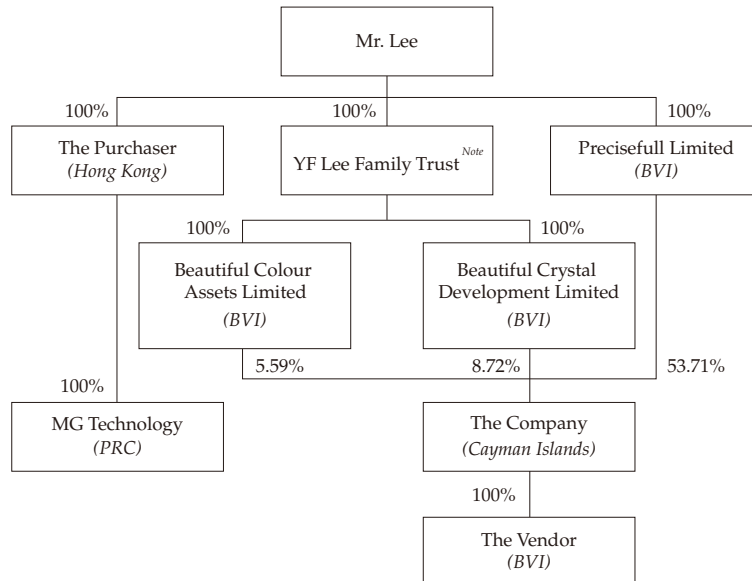 Mr. Lee
100%
100%
100%
The Purchaser
(Hong Kong)
YF Lee Family Trust Note
Precisefull Limited
(BVI)
100%
100%
Beautiful Colour
Assets Limited
(BVI)
Beautiful Crystal
Development Limited
(BVI)
5.59%
8.72%
53.71%
100%
MG Technology
(PRC)
The Company
(Cayman Islands)
100%
The Vendor
(BVI)